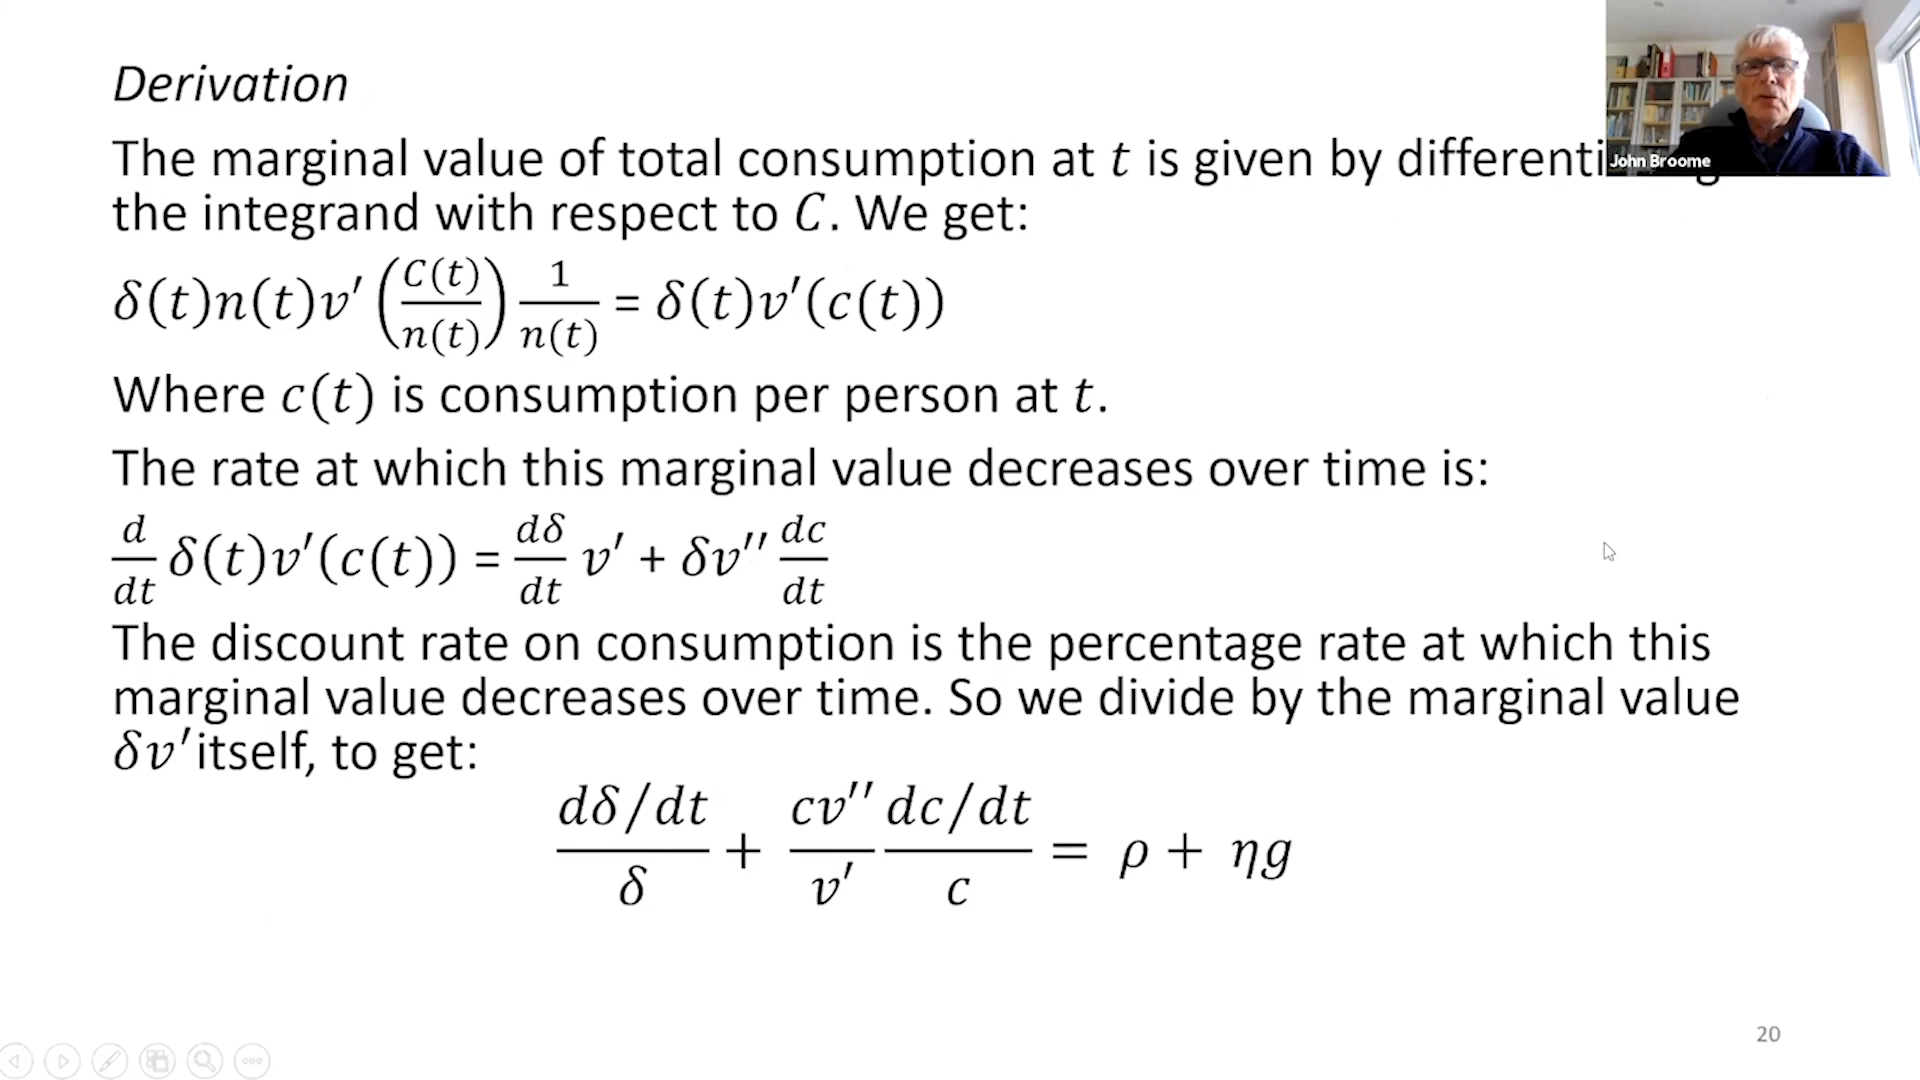 Derivation
The marginal value of total consumption at t is given by differenti g
the integrand with respect to C. We get:
δ(t)n(t)v′(C(t)/n(t)) 1/n(t) = δ(t)v′(c(t))
Where c(t) is consumption per person at t.
The rate at which this marginal value decreases over time is:
d/dt δ(t)v′(c(t)) = dδ/dt v′ + δv′′ dc/dt
The discount rate on consumption is the percentage rate at which this
marginal value decreases over time. So we divide by the marginal value
δv′itself, to get:
(dδ/dt)/δ + cv′′/v′ (dc/dt)/c = ρ + ηg
John Broome
20